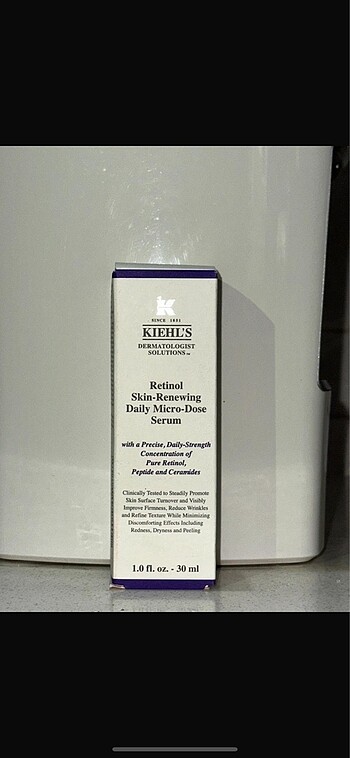 K
SINCE 1851
KIEHL'S
DERMATOLOGIST
SOLUTIONS™
Retinol
Skin-Renewing
Daily Micro-Dose
Serum
with a Precise, Daily-Strength
Concentration of
Pure Retinol,
Peptide and Ceramides
Clinically Tested to Steadily Promote
Skin Surface Turnover and Visibly
Improve Firmness, Reduce Wrinkles
and Refine Texture While Minimizing
Discomforting Effects Including
Redness, Dryness and Peeling
1.0 fl. oz. - 30 ml